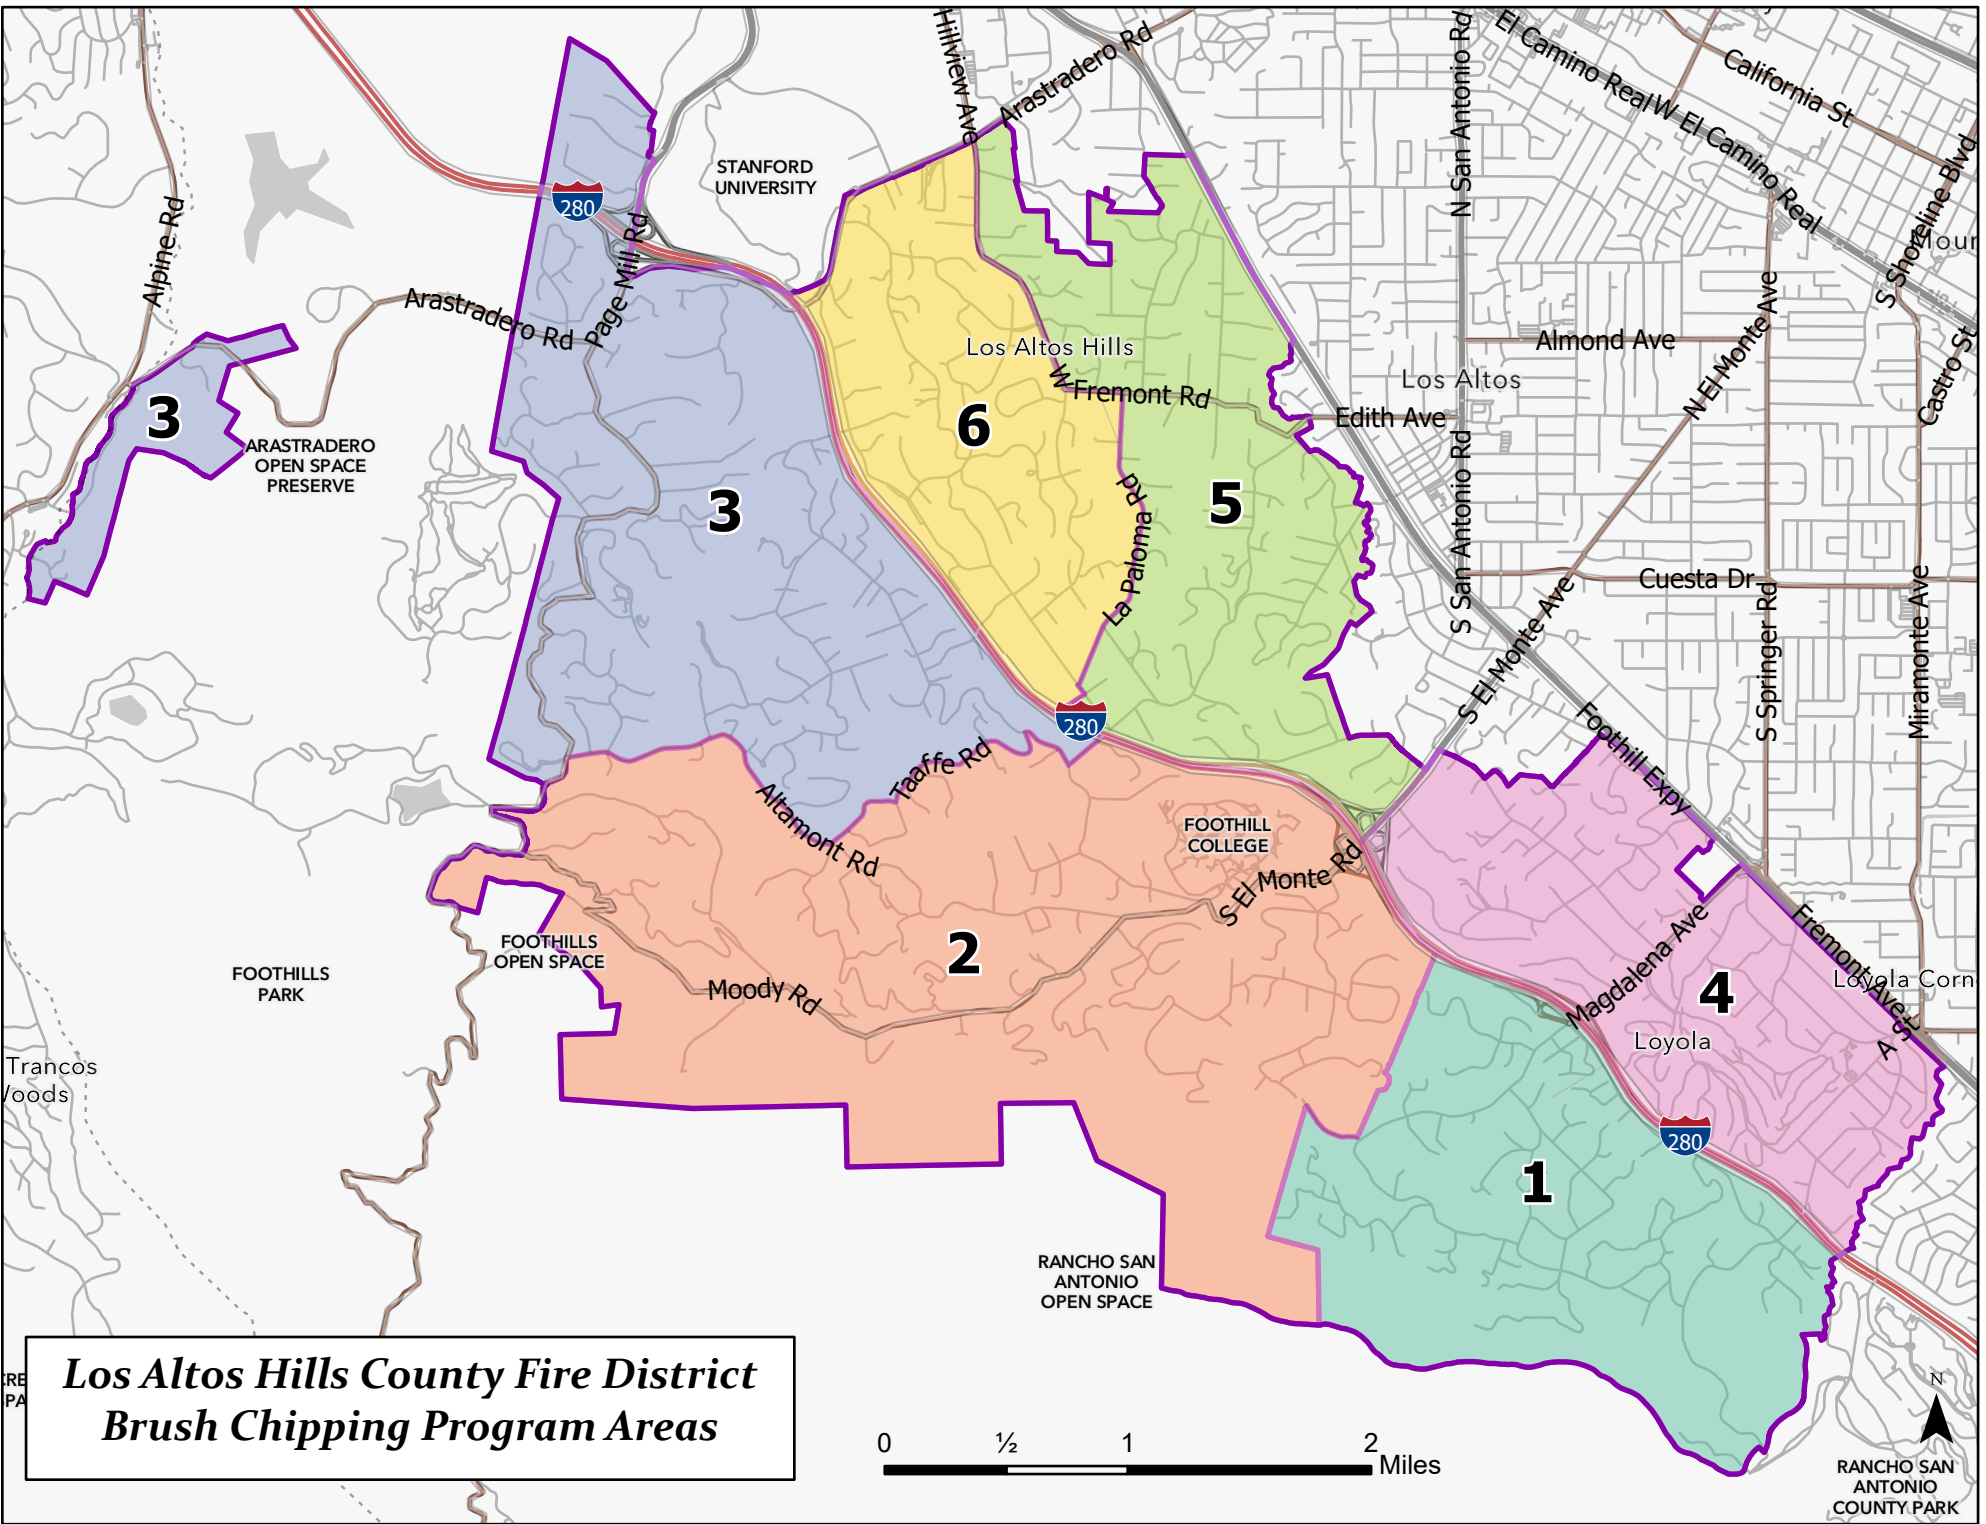 Hillview Ave
Arastradero Rd
N San Antonio Rd
El Camino Real
W El Camino Real
California St
S Shoreline Blvd
Moun
STANFORD
UNIVERSITY
280
Alpine Rd
Page Mill Rd
Arastradero Rd
Los Altos Hills
W Fremont Rd
Almond Ave
N El Monte Ave
Castro St
Los Altos
Edith Ave
3
ARASTRADERO
OPEN SPACE
PRESERVE
6
3
5
La Paloma Rd
S San Antonio Rd
Cuesta Dr
S El Monte Ave
S Springer Rd
Miramonte Ave
280
Foothill Expy
Taaffe Rd
Altamont Rd
FOOTHILL
COLLEGE
S El Monte Rd
Magdalena Ave
Fremont Ave
Loyola Corn
A St
FOOTHILLS
OPEN SPACE
FOOTHILLS
PARK
2
Moody Rd
4
Loyola
Trancos
Woods
280
1
RANCHO SAN
ANTONIO
OPEN SPACE
Los Altos Hills County Fire District
Brush Chipping Program Areas
CRE
PA
0 ½ 1 2
Miles
N
RANCHO SAN
ANTONIO
COUNTY PARK